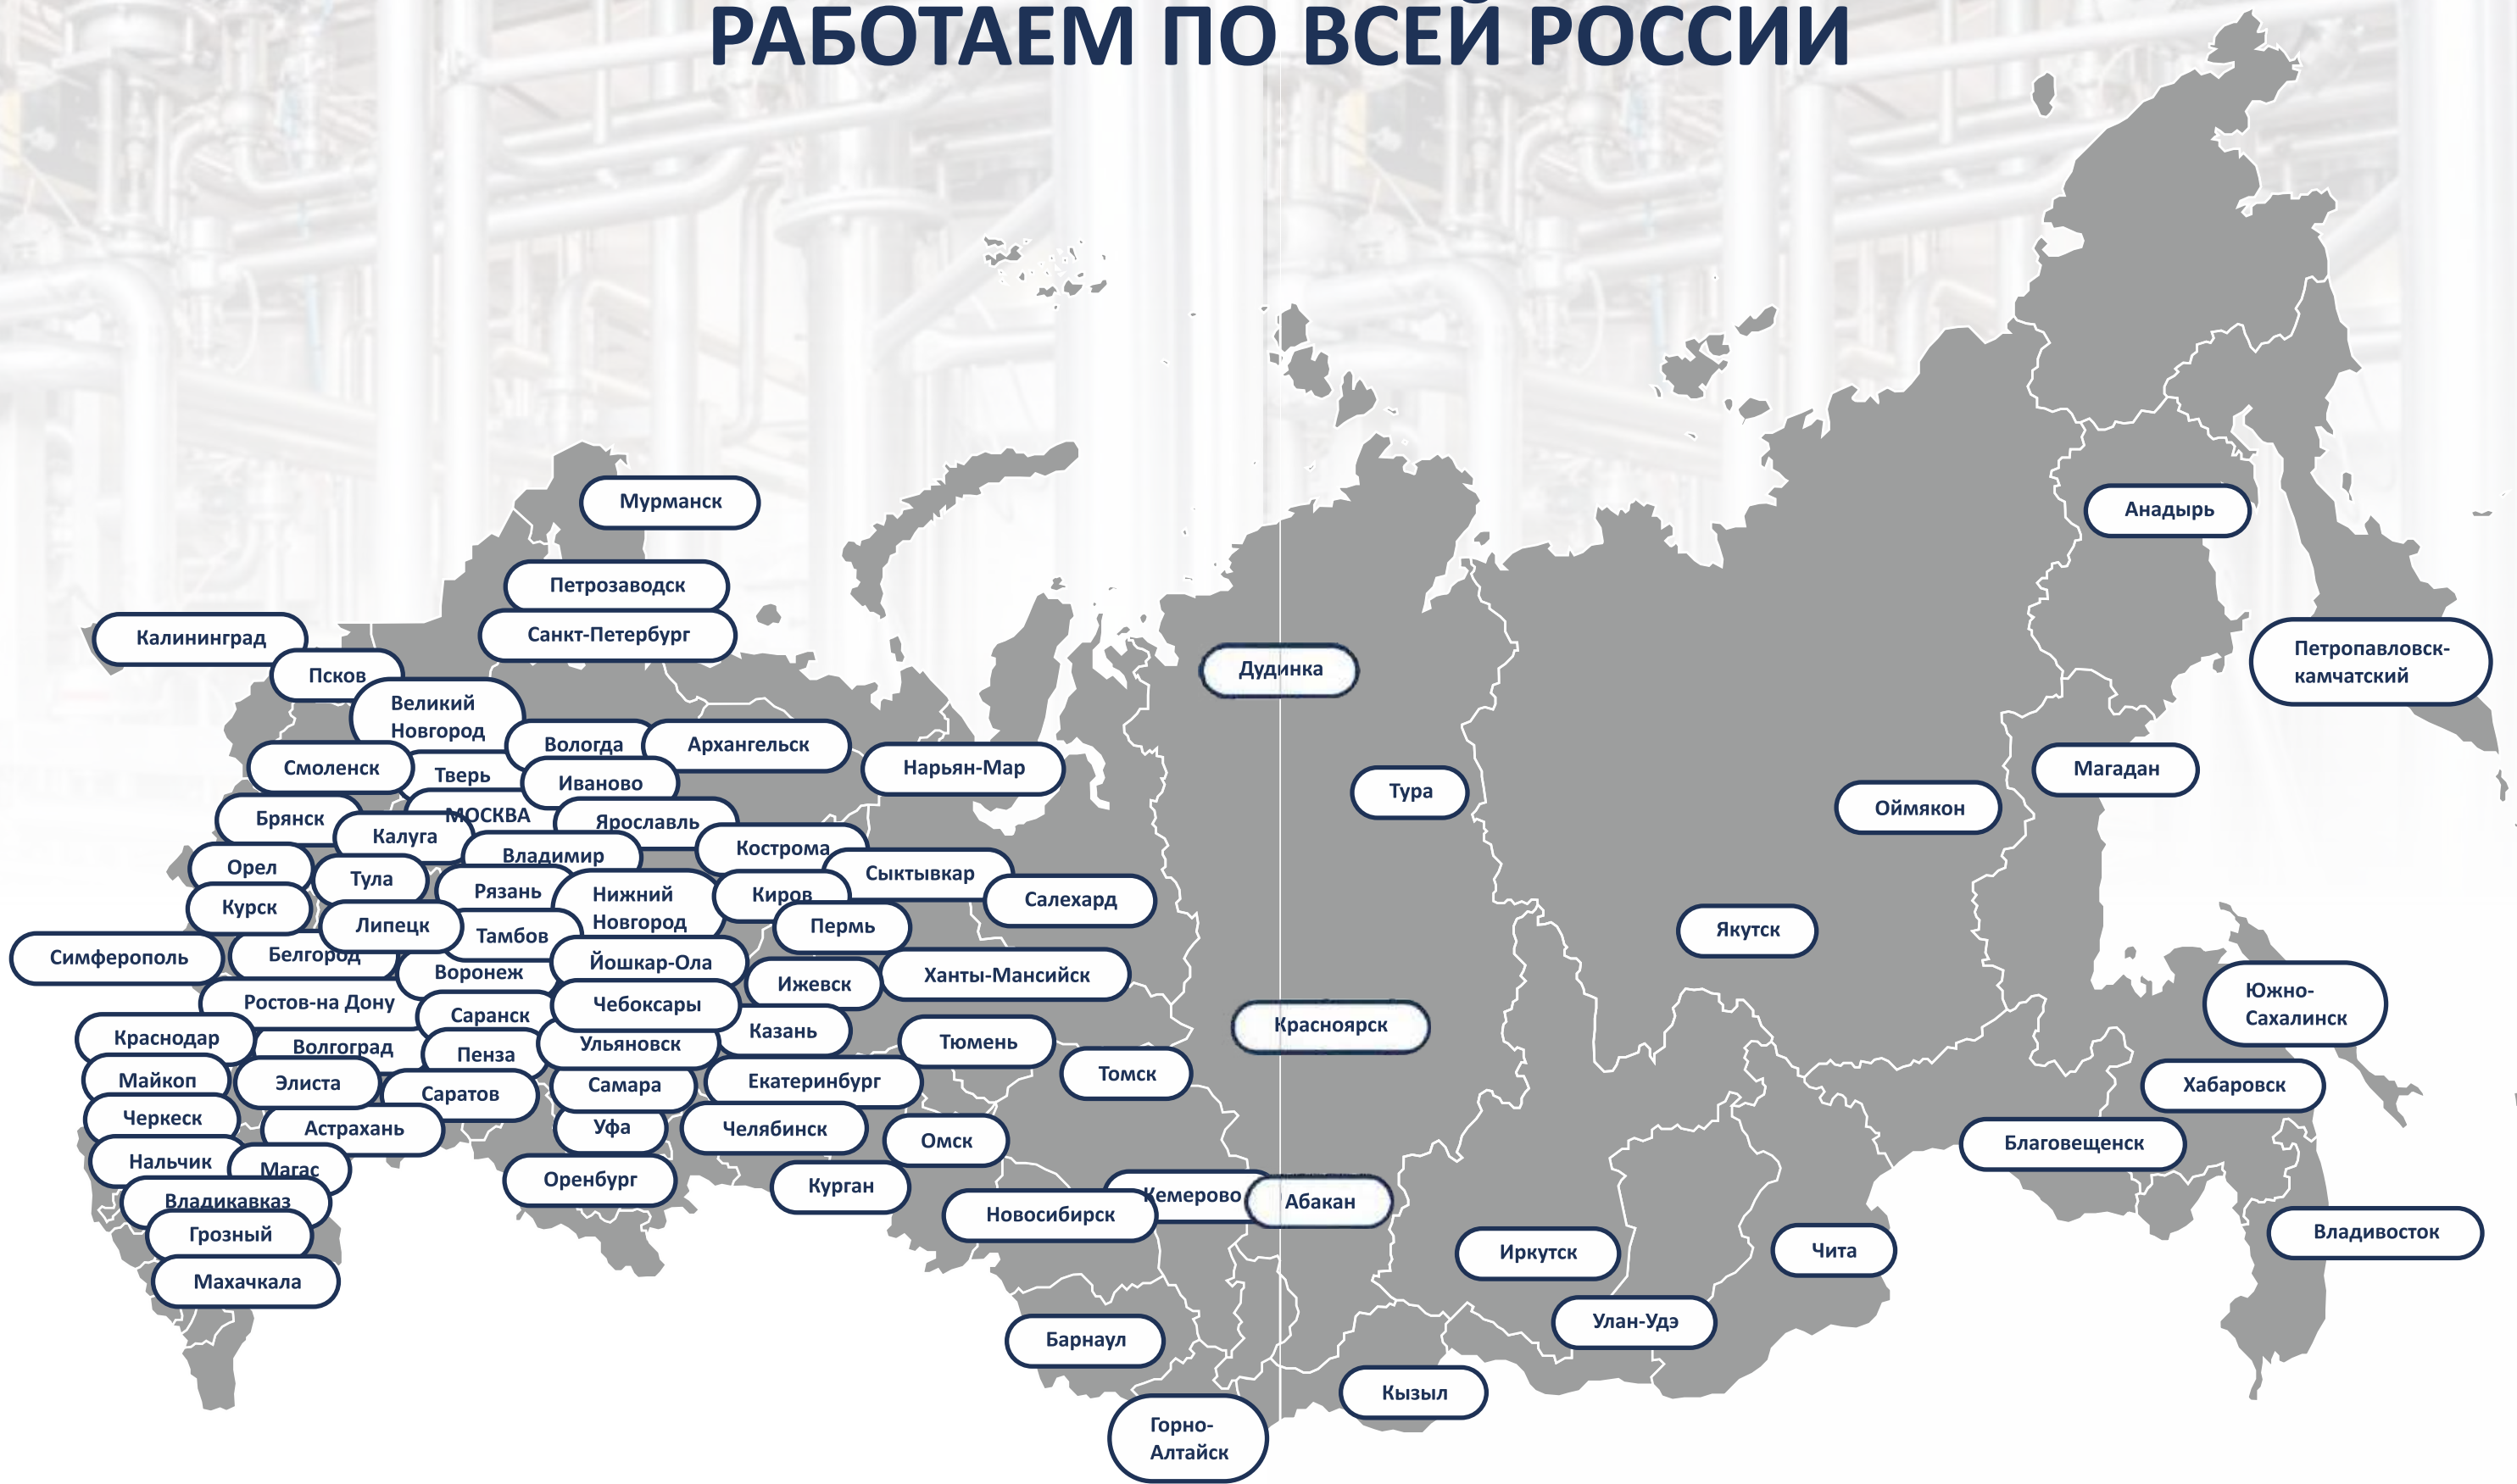 РАБОТАЕМ ПО ВСЕЙ РОССИИ
Мурманск
Анадырь
Петрозаводск
Санкт-Петербург
Калининград
Псков
Петропавловск-
камчатский
Дудинка
Великий
Новгород
Вологда
Архангельск
Смоленск
Тверь
Иваново
Нарьян-Мар
Магадан
Тура
Оймякон
Брянск
МОСКВА
Ярославль
Калуга
Владимир
Кострома
Орел
Тула
Рязань
Нижний
Новгород
Киров
Сыктывкар
Салехард
Курск
Липецк
Тамбов
Пермь
Якутск
Симферополь
Белгород
Воронеж
Йошкар-Ола
Ижевск
Ханты-Мансийск
Ростов-на Дону
Саранск
Чебоксары
Южно-
Сахалинск
Краснодар
Волгоград
Пенза
Ульяновск
Казань
Тюмень
Красноярск
Майкоп
Элиста
Саратов
Самара
Екатеринбург
Томск
Хабаровск
Черкеск
Астрахань
Уфа
Челябинск
Омск
Благовещенск
Нальчик
Магас
Оренбург
Курган
Кемерово
Абакан
Владикавказ
Новосибирск
Грозный
Иркутск
Чита
Владивосток
Махачкала
Барнаул
Улан-Удэ
Кызыл
Горно-
Алтайск